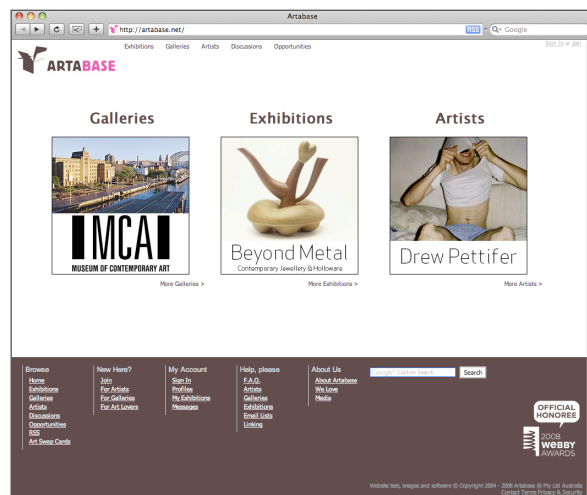 Artabase
http://artabase.net/
RSS
Google
Exhibitions Galleries Artists Discussions Opportunities
Sign In or Join
ARTABASE
Galleries Exhibitions Artists
MCA
MUSEUM OF CONTEMPORARY ART
Beyond Metal
Contemporary Jewellery & Holloware
Drew Pettifer
More Galleries >
More Exhibitions >
More Artists >
Browse
Home
Exhibitions
Galleries
Artists
Discussions
Opportunities
RSS
Art Swap Cards
New Here?
Join
For Artists
For Galleries
For Art Lovers
My Account
Sign In
Profiles
My Exhibitions
Messages
Help, please
F.A.Q.
Artists
Galleries
Exhibitions
Email Lists
Linking
About Us
About Artabase
We Love
Media
Google™ Custom Search
Search
OFFICIAL
HONOREE
2008
WEBBY
AWARDS
Website text, images and software © Copyright 2004 - 2008 Artabase ® Pty Ltd Australia
Contact Terms Privacy & Security